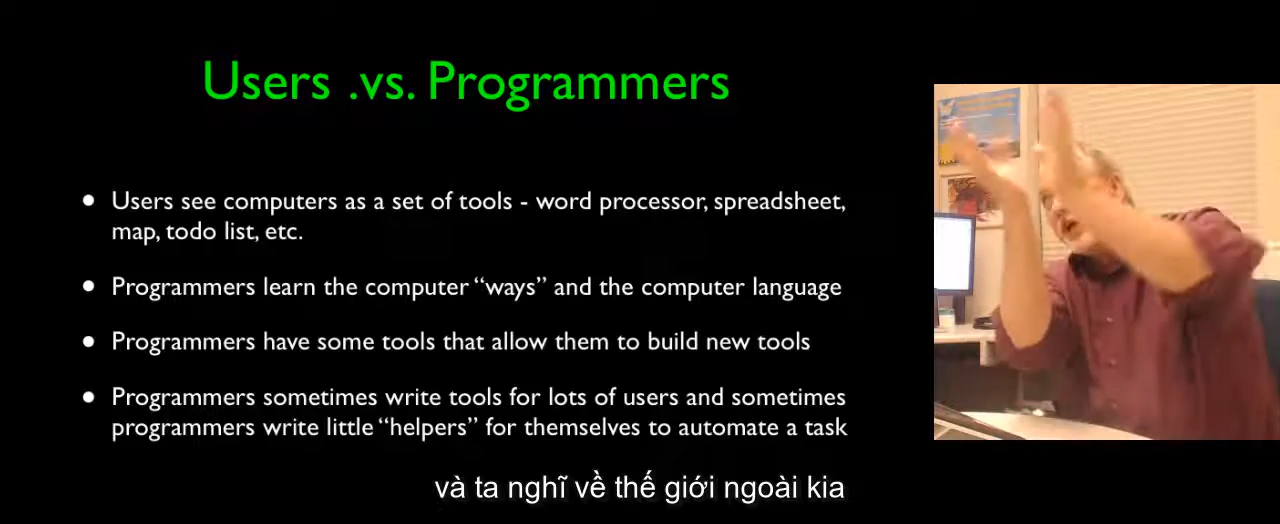 Users .vs. Programmers
• Users see computers as a set of tools - word processor, spreadsheet,
map, todo list, etc.
• Programmers learn the computer “ways” and the computer language
• Programmers have some tools that allow them to build new tools
• Programmers sometimes write tools for lots of users and sometimes
programmers write little “helpers” for themselves to automate a task
và ta nghĩ về thế giới ngoài kia